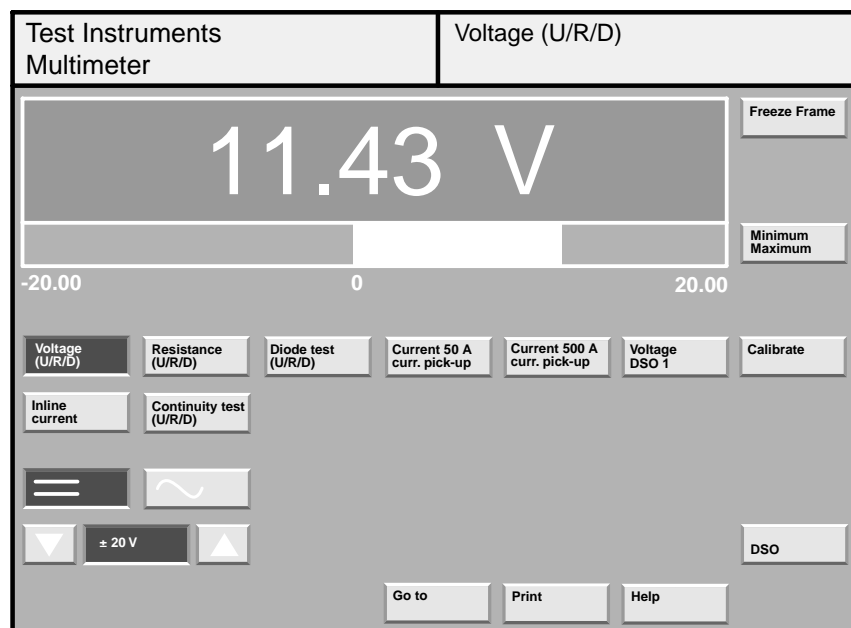 Test Instruments
Multimeter
Voltage (U/R/D)
11.43 V
Freeze Frame
Minimum
Maximum
-20.00 0 20.00
Voltage
(U/R/D)
Resistance
(U/R/D)
Diode test
(U/R/D)
Current 50 A
curr. pick-up
Current 500 A
curr. pick-up
Voltage
DSO 1
Calibrate
Inline
current
Continuity test
(U/R/D)
± 20 V
DSO
Go to
Print
Help